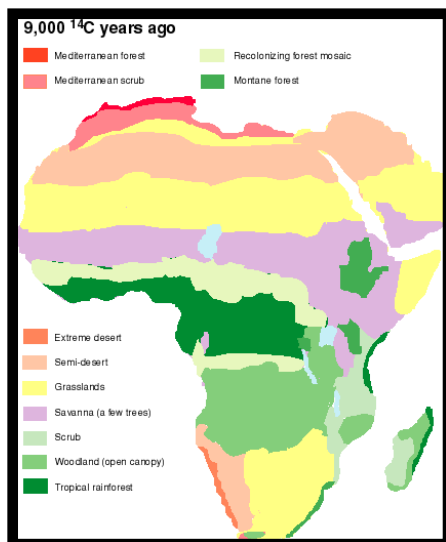 9,000 14C years ago
Mediterranean forest
Recolonizing forest mosaic
Mediterranean scrub
Montane forest
Extreme desert
Semi-desert
Grasslands
Savanna (a few trees)
Scrub
Woodland (open canopy)
Tropical rainforest